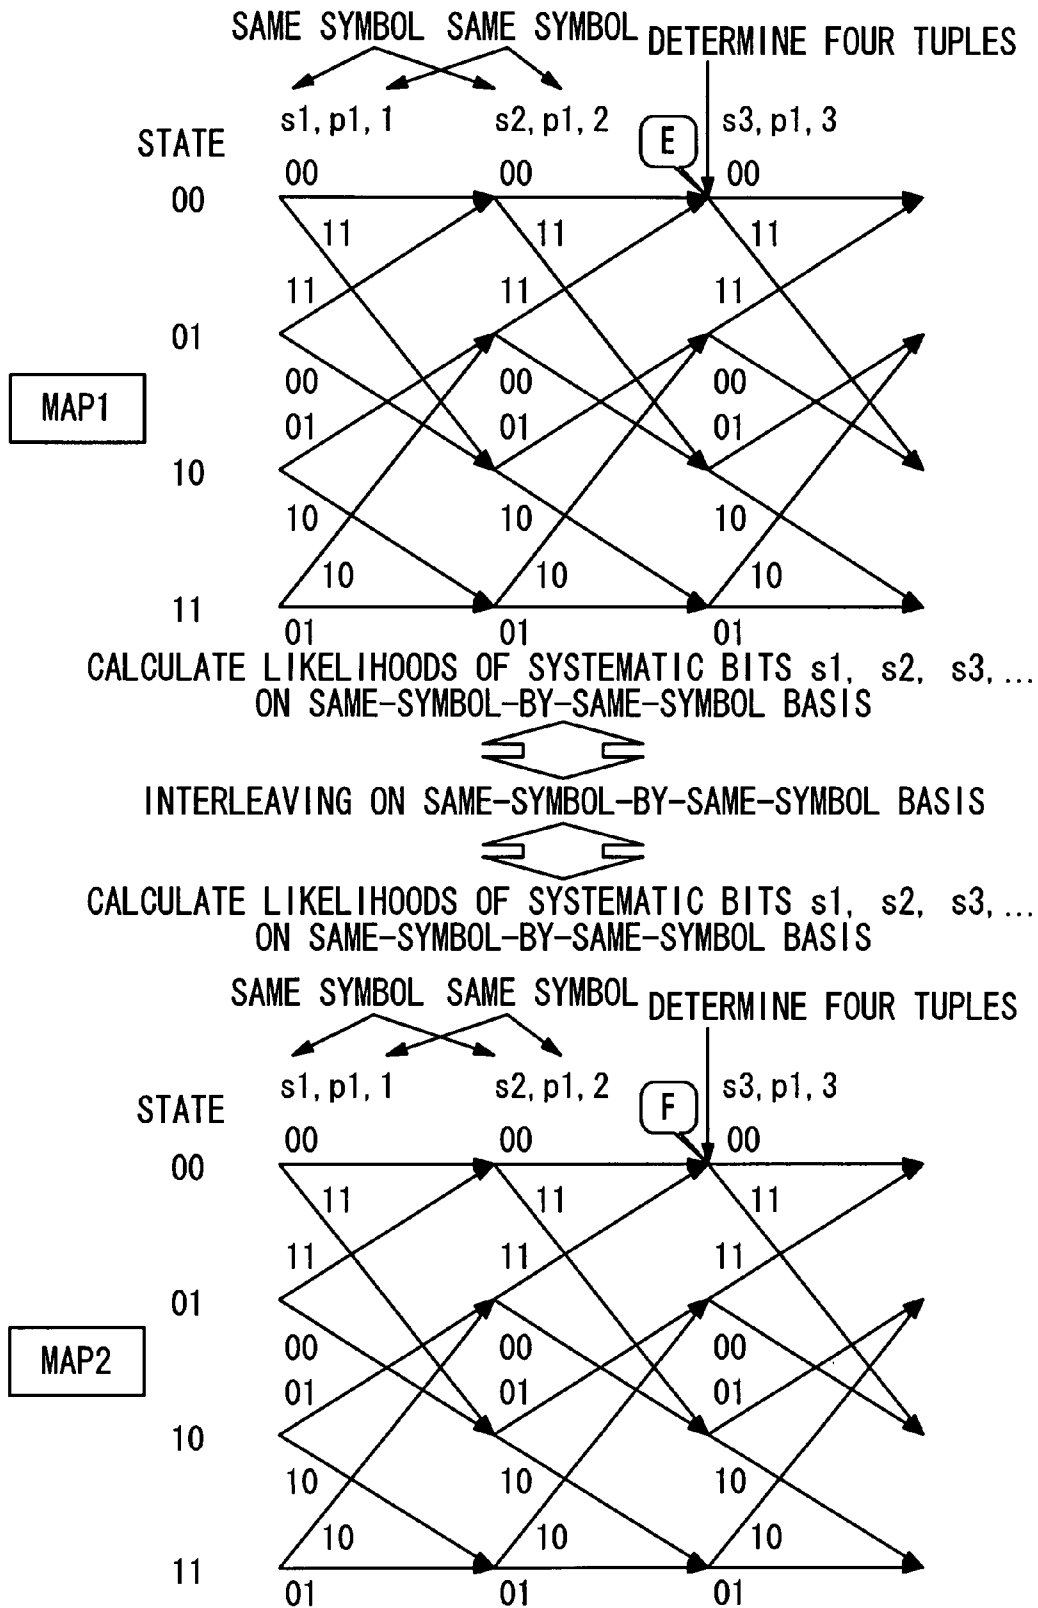 SAME SYMBOL SAME SYMBOL DETERMINE FOUR TUPLES
s1, p1, 1 s2, p1, 2 E s3, p1, 3
STATE
00 00 00
00
11 11 11
11 11 11
01
00 00 00
MAP1
01 01 01
10
10 10 10
10 10 10
11
01 01 01
CALCULATE LIKELIHOODS OF SYSTEMATIC BITS s1, s2, s3, ...
ON SAME-SYMBOL-BY-SAME-SYMBOL BASIS
INTERLEAVING ON SAME-SYMBOL-BY-SAME-SYMBOL BASIS
CALCULATE LIKELIHOODS OF SYSTEMATIC BITS s1, s2, s3, ...
ON SAME-SYMBOL-BY-SAME-SYMBOL BASIS
SAME SYMBOL SAME SYMBOL DETERMINE FOUR TUPLES
s1, p1, 1 s2, p1, 2 F s3, p1, 3
STATE
00 00 00
00
11 11 11
11 11 11
01
00 00 00
MAP2
01 01 01
10
10 10 10
10 10 10
11
01 01 01